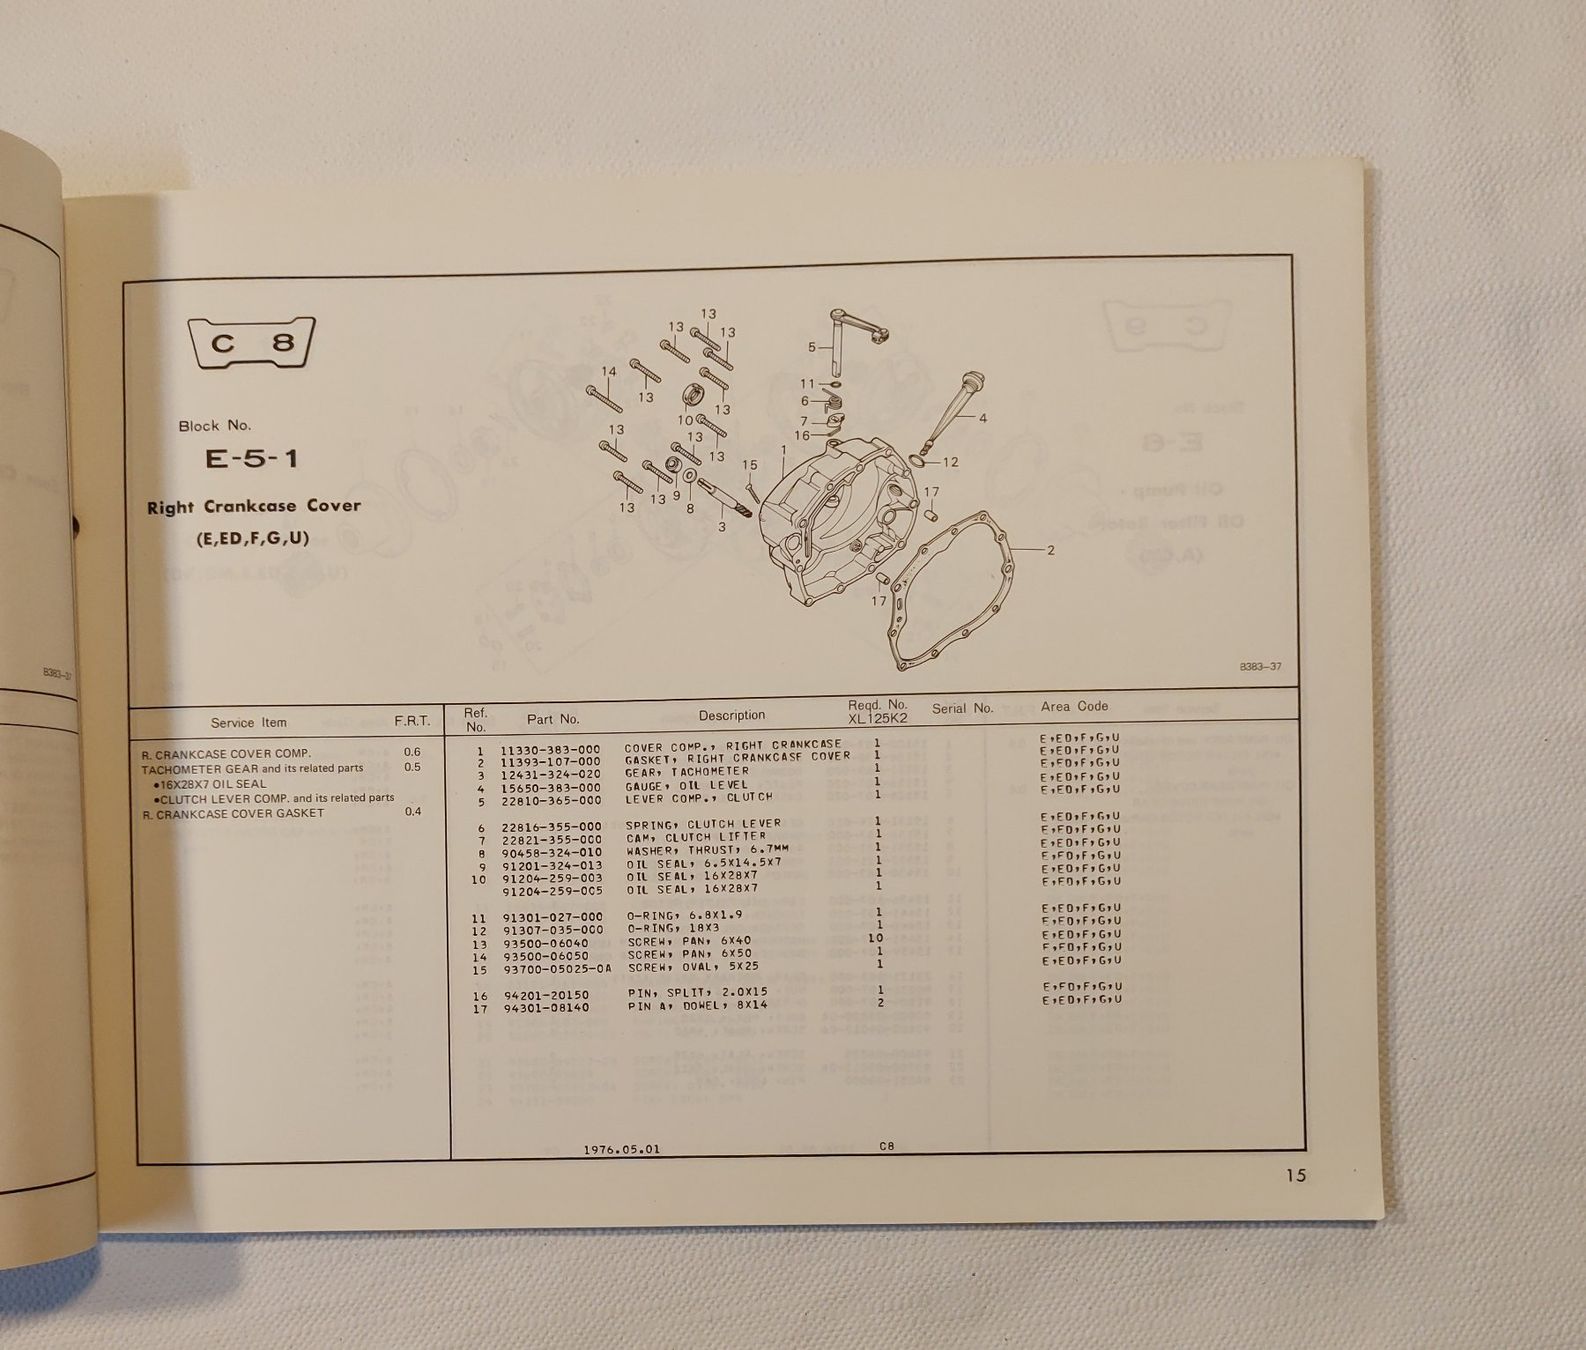 C 8
Block No.
E-5-1
Right Crankcase Cover
(E,ED,F,G,U)
13
13
13
5
14
13
11
13
6
10
4
7
13
13
13
16
13
1
15
12
9
17
13
13
8
3
2
17
B383-37
B383-37
Service Item F.R.T.
R. CRANKCASE COVER COMP. 0.6
TACHOMETER GEAR and its related parts 0.5
•16X28X7 OIL SEAL
•CLUTCH LEVER COMP. and its related parts
R. CRANKCASE COVER GASKET 0.4
Ref. No. Part No. Description Reqd. No. XL125K2 Serial No. Area Code
1 11330-383-000 COVER COMP., RIGHT CRANKCASE 1 E,ED,F,G,U
2 11393-107-000 GASKET, RIGHT CRANKCASE COVER 1 E,ED,F,G,U
3 12431-324-020 GEAR, TACHOMETER 1 E,ED,F,G,U
4 15650-383-000 GAUGE, OIL LEVEL 1 E,ED,F,G,U
5 22810-365-000 LEVER COMP., CLUTCH 1 E,ED,F,G,U
6 22816-355-000 SPRING, CLUTCH LEVER 1 E,ED,F,G,U
7 22821-355-000 CAM, CLUTCH LIFTER 1 E,ED,F,G,U
8 90458-324-010 WASHER, THRUST, 6.7MM 1 E,ED,F,G,U
9 91201-324-013 OIL SEAL, 6.5X14.5X7 1 E,ED,F,G,U
10 91204-259-003 OIL SEAL, 16X28X7 1 E,ED,F,G,U
91204-259-005 OIL SEAL, 16X28X7 1 E,ED,F,G,U
11 91301-027-000 O-RING, 6.8X1.9 1 E,ED,F,G,U
12 91307-035-000 O-RING, 18X3 1 E,ED,F,G,U
13 93500-06040 SCREW, PAN, 6X40 10 E,ED,F,G,U
14 93500-06050 SCREW, PAN, 6X50 1 E,ED,F,G,U
15 93700-05025-0A SCREW, OVAL, 5X25 1 E,ED,F,G,U
16 94201-20150 PIN, SPLIT, 2.0X15 1 E,ED,F,G,U
17 94301-08140 PIN A, DOWEL, 8X14 2 E,ED,F,G,U
1976.05.01 C8
15